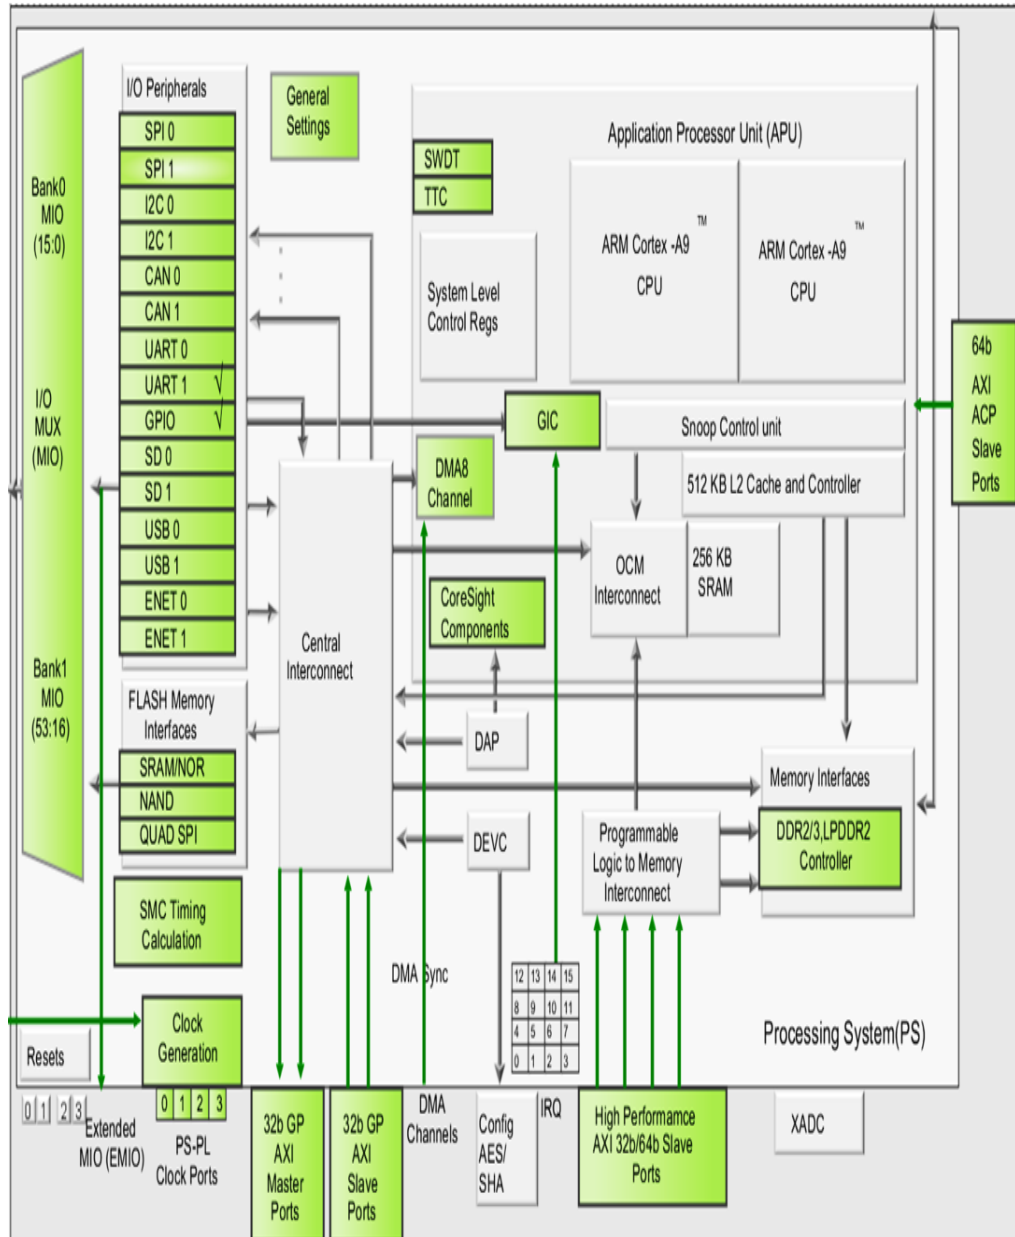 I/O Peripherals
SPI 0
SPI 1
I2C 0
I2C 1
CAN 0
CAN 1
UART 0
UART 1 √
GPIO √
SD 0
SD 1
USB 0
USB 1
ENET 0
ENET 1
Bank0
MIO
(15:0)
I/O
MUX
(MIO)
Bank1
MIO
(53:16)
FLASH Memory
Interfaces
SRAM/NOR
NAND
QUAD SPI
SMC Timing
Calculation
General
Settings
Application Processor Unit (APU)
SWDT
TTC
System Level
Control Regs
ARM Cortex -A9 ™
CPU
ARM Cortex -A9 ™
CPU
GIC
Snoop Control unit
512 KB L2 Cache and Controller
DMA8
Channel
OCM
Interconnect
256 KB
SRAM
CoreSight
Components
Central
Interconnect
DAP
DEVC
Programmable
Logic to Memory
Interconnect
Memory Interfaces
DDR2/3,LPDDR2
Controller
64b
AXI
ACP
Slave
Ports
DMA Sync
12 13 14 15
8 9 10 11
4 5 6 7
0 1 2 3
Processing System(PS)
Clock
Generation
Resets
0 1 2 3
0 1 2 3
Extended
MIO (EMIO)
PS-PL
Clock Ports
32b GP
AXI
Master
Ports
32b GP
AXI
Slave
Ports
DMA
Channels
Config
AES/
SHA
IRQ
High Performamce
AXI 32b/64b Slave
Ports
XADC